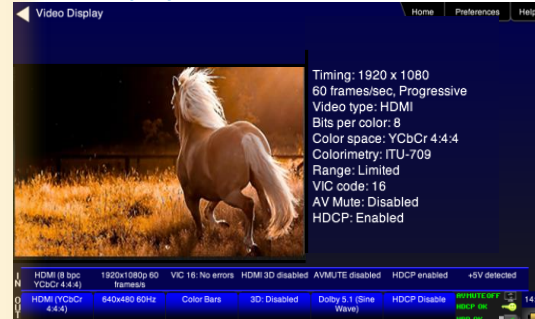 Video Display
Home Preferences Help
Timing: 1920 x 1080
60 frames/sec, Progressive
Video type: HDMI
Bits per color: 8
Color space: YCbCr 4:4:4
Colorimetry: ITU-709
Range: Limited
VIC code: 16
AV Mute: Disabled
HDCP: Enabled
IN
HDMI (8 bpc YCbCr 4:4:4)
1920x1080p 60 frames/s
VIC 16: No errors
HDMI 3D disabled
AVMUTE disabled
HDCP enabled
+5V detected
OUT
HDMI (YCbCr 4:4:4)
640x480 60Hz
Color Bars
3D: Disabled
Dolby 5.1 (Sine Wave)
HDCP Disable
AVMUTEOFF
HDCP OK